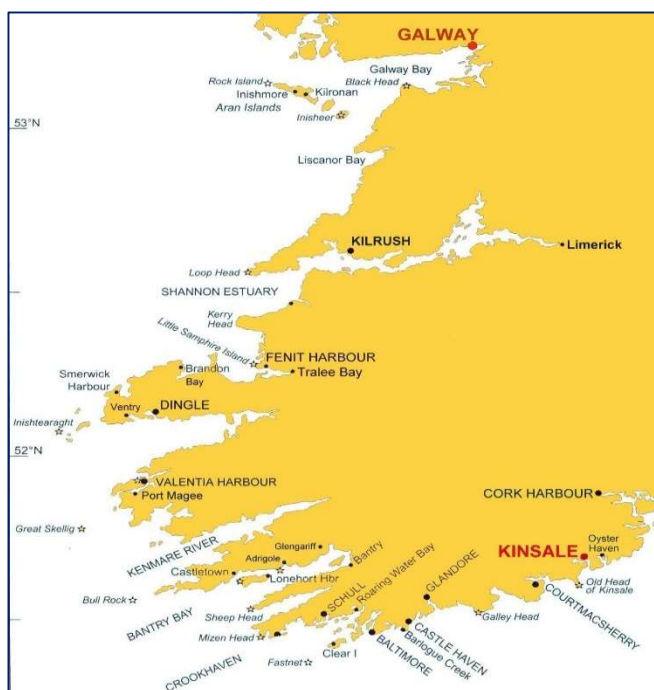 GALWAY
Galway Bay
Rock Island
Black Head
Kilronan
Inishmore
Aran Islands
Inisheer
53°N
Liscanor Bay
KILRUSH
Limerick
Loop Head
SHANNON ESTUARY
Kerry
Head
Little Samphire Island
FENIT HARBOUR
Brandon
Bay
Tralee Bay
Smerwick
Harbour
Ventry
DINGLE
Inishtearaght
52°N
VALENTIA HARBOUR
Port Magee
CORK HARBOUR
Great Skellig
KENMARE RIVER
Glengariff
Adrigole
Bantry
Castletown
Lonehort Hbr
Roaring Water Bay
GLANDORE
KINSALE
Oyster
Haven
Old Head
of Kinsale
Bull Rock
BANTRY BAY
Sheep Head
SCHULL
COURTMACSHERRY
Galley Head
Mizen Head
CASTLE HAVEN
Barlogue Creek
BALTIMORE
CROOKHAVEN
Clear I
Fastnet